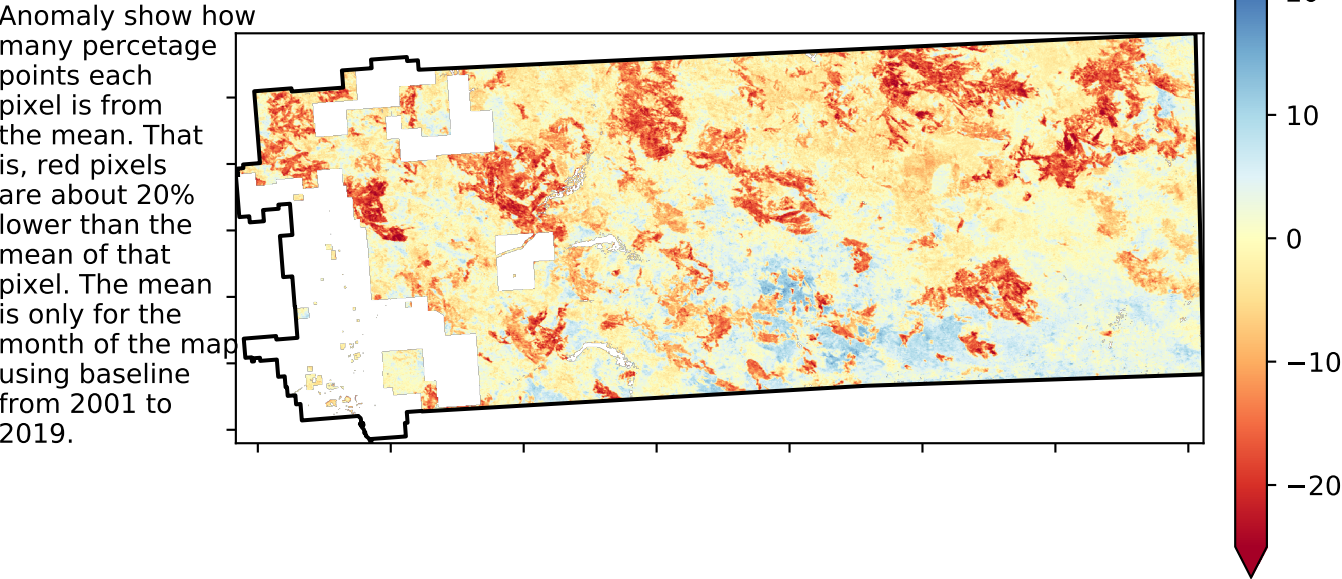 Anomaly show how
many percetage
points each
pixel is from
the mean. That
is, red pixels
are about 20%
lower than the
mean of that
pixel. The mean
is only for the
month of the map
using baseline
from 2001 to
2019.
10
0
−10
−20